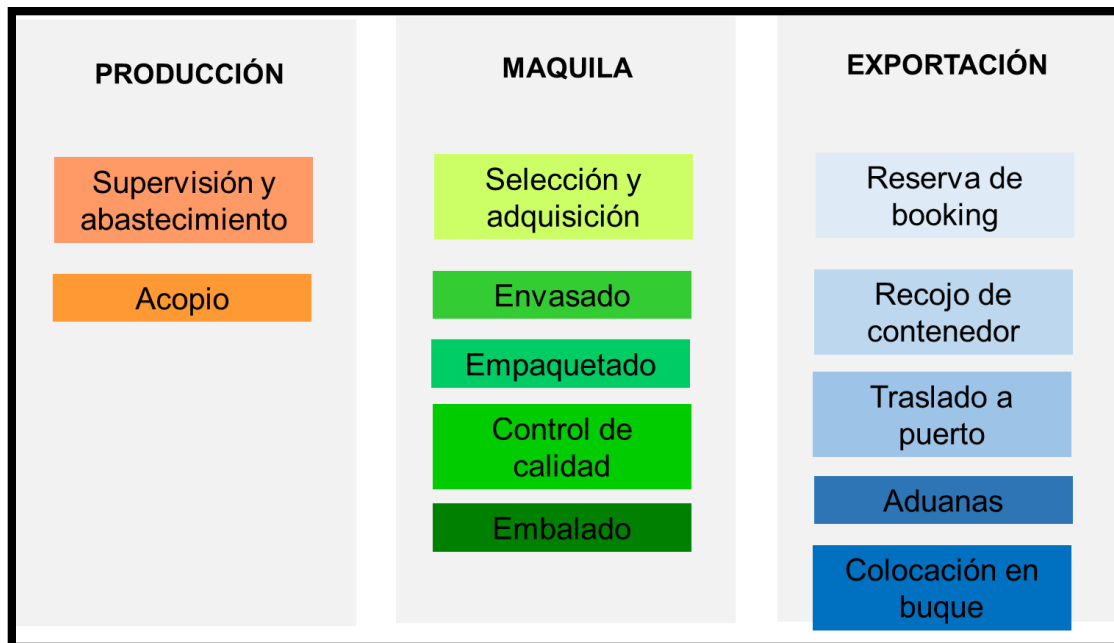 PRODUCCIÓN
Supervisión y
abastecimiento
Acopio
MAQUILA
Selección y
adquisición
Envasado
Empaquetado
Control de
calidad
Embalado
EXPORTACIÓN
Reserva de
booking
Recojo de
contenedor
Traslado a
puerto
Aduanas
Colocación en
buque